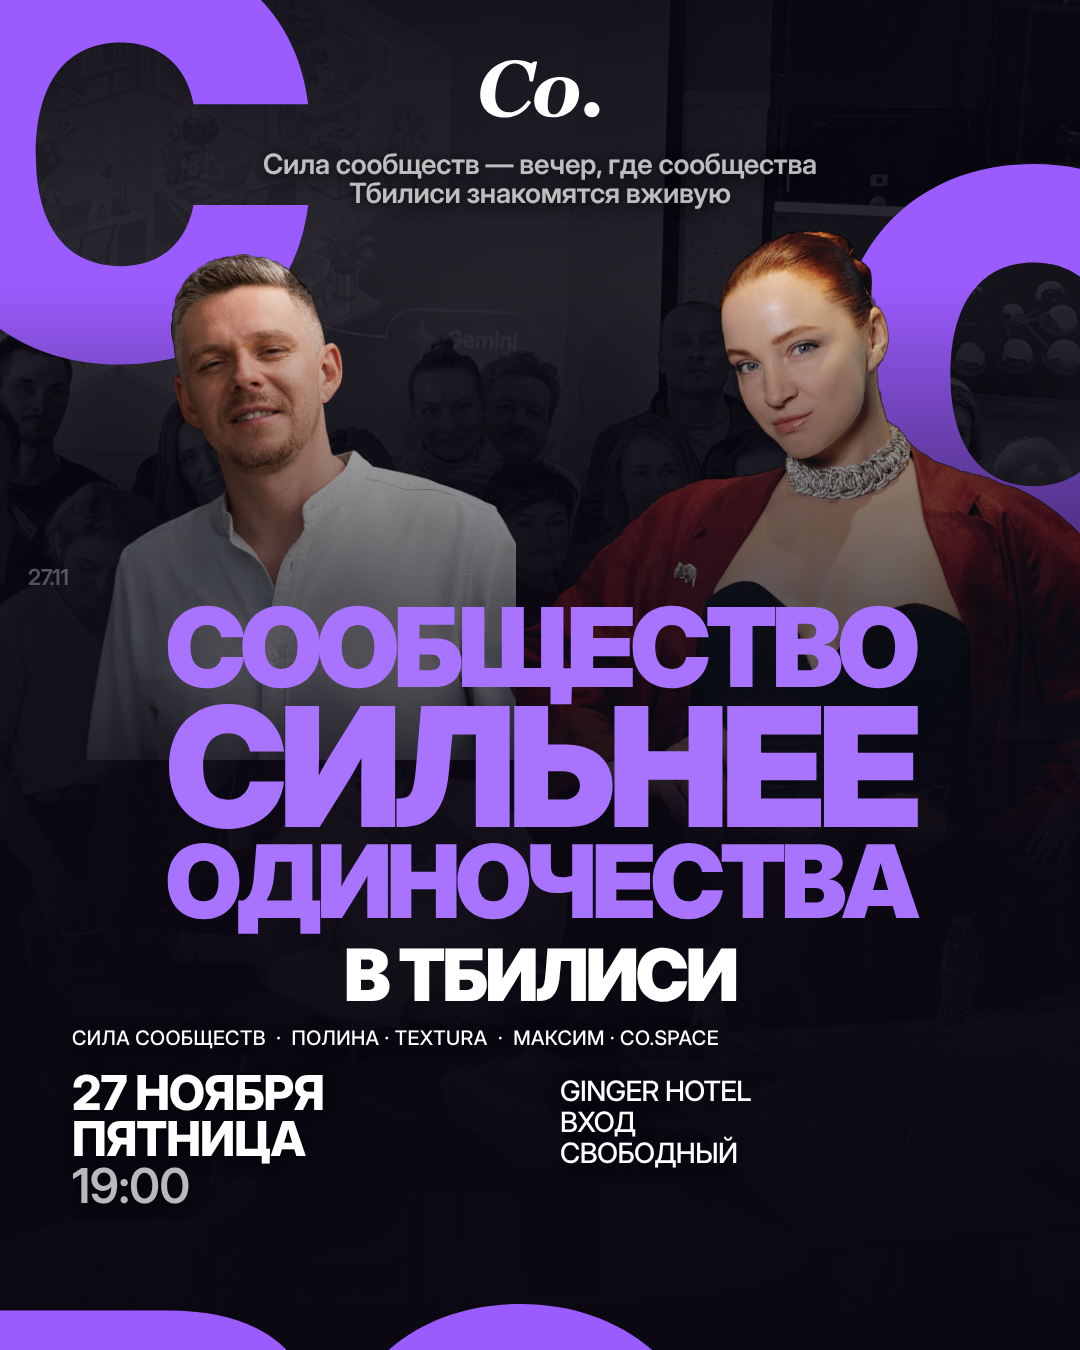 Co.
Сила сообществ — вечер, где сообщества
Тбилиси знакомятся вживую
Gemini
27.11
СООБЩЕСТВО
СИЛЬНЕЕ
ОДИНОЧЕСТВА
В ТБИЛИСИ
СИЛА СООБЩЕСТВ · ПОЛИНА · TEXTURA · МАКСИМ · CO.SPACE
27 НОЯБРЯ
ПЯТНИЦА
19:00
GINGER HOTEL
ВХОД
СВОБОДНЫЙ